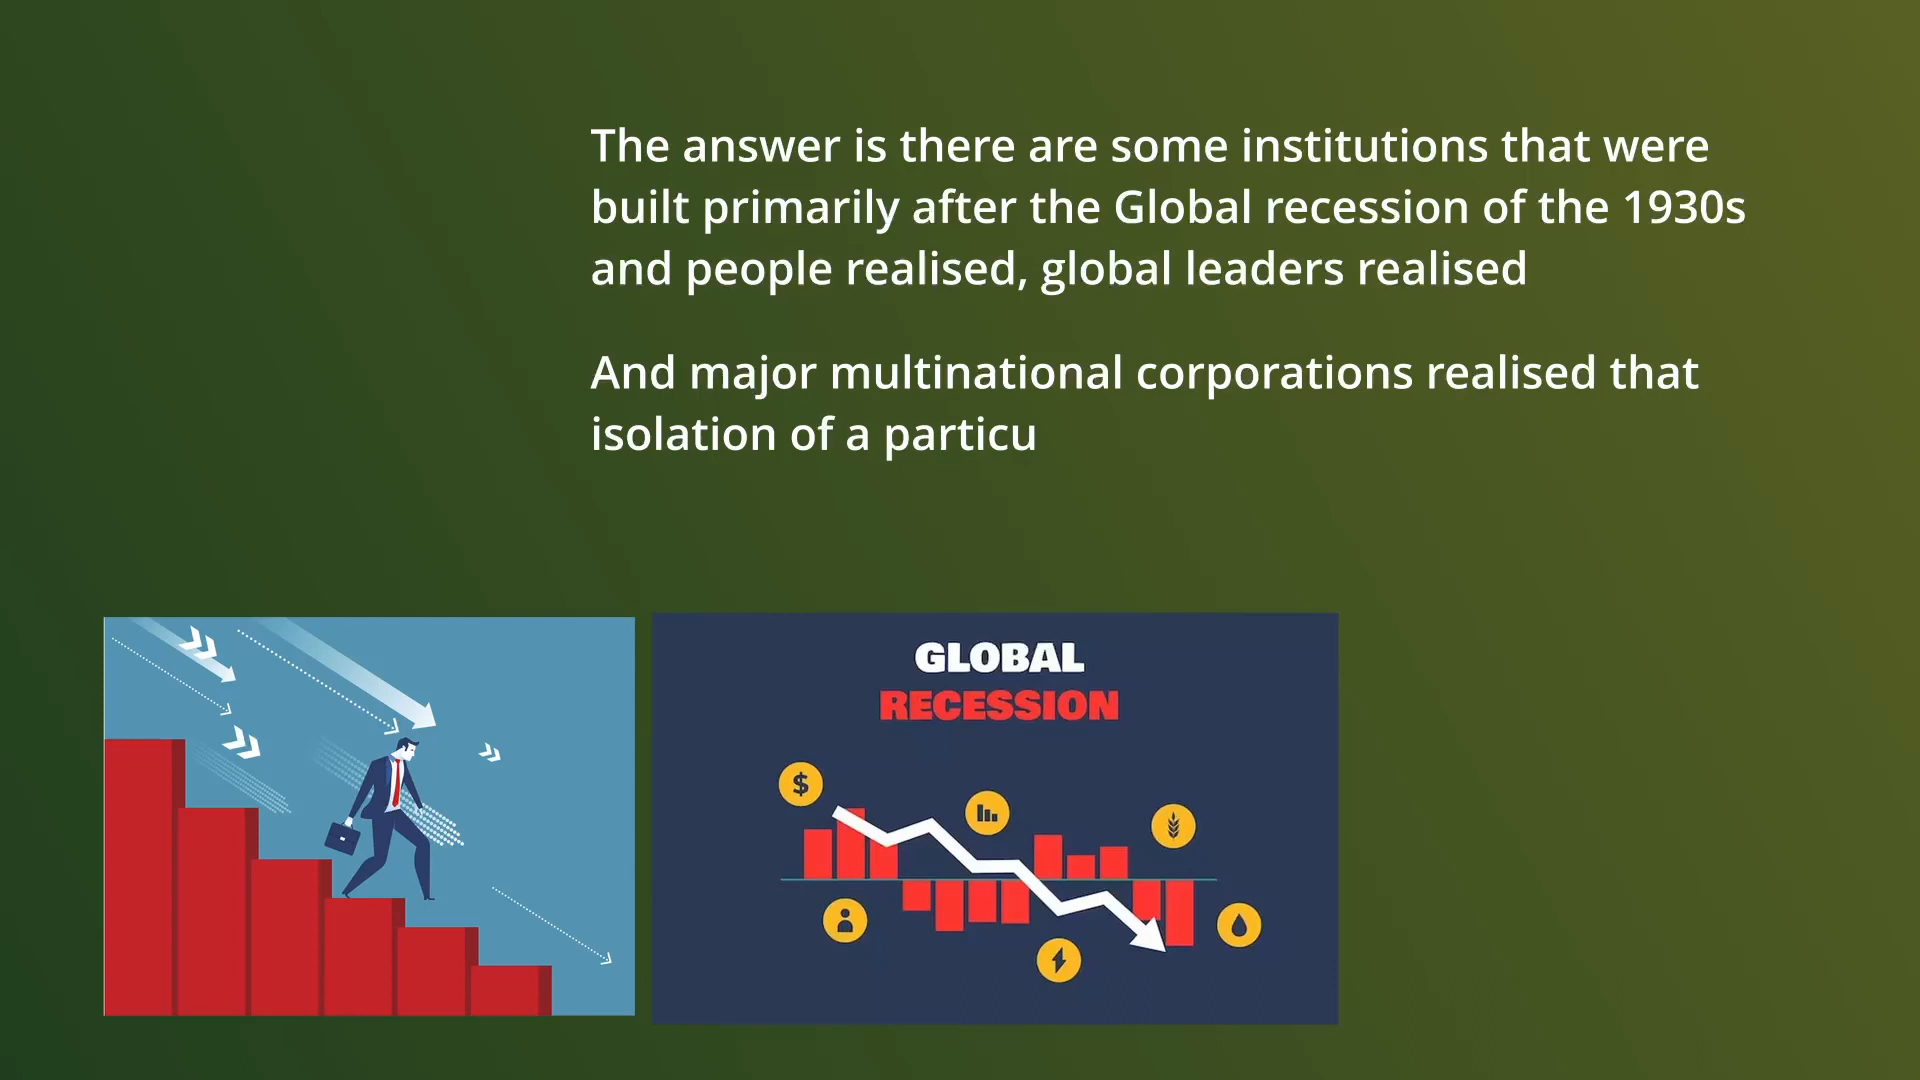 The answer is there are some institutions that were
built primarily after the Global recession of the 1930s
and people realised, global leaders realised
And major multinational corporations realised that
isolation of a particu
GLOBAL
RECESSION
$